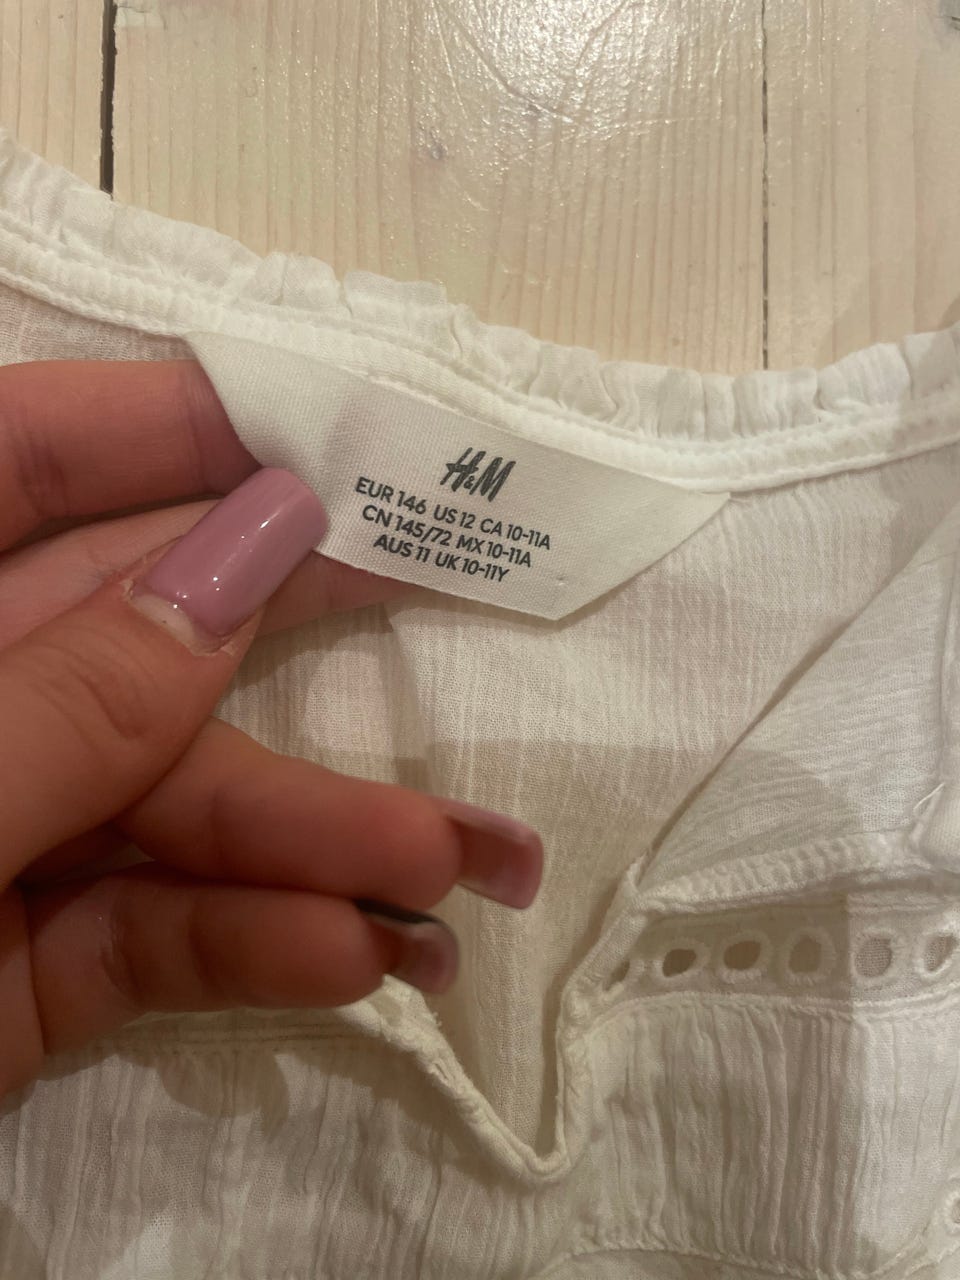 H&M
EUR 146 US 12 CA 10-11A
CN 145/72 MX 10-11A
AUS 11 UK 10-11Y